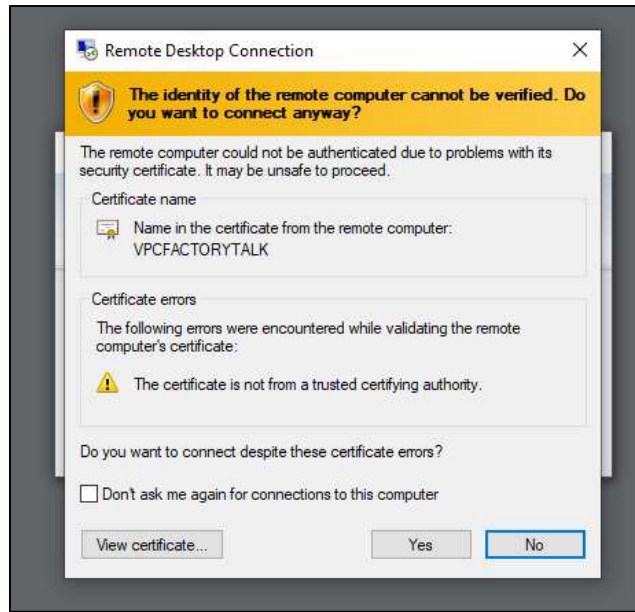 Remote Desktop Connection
The identity of the remote computer cannot be verified. Do
you want to connect anyway?
The remote computer could not be authenticated due to problems with its
security certificate. It may be unsafe to proceed.
Certificate name
Name in the certificate from the remote computer:
VPCFACTORYTALK
Certificate errors
The following errors were encountered while validating the remote
computer's certificate:
The certificate is not from a trusted certifying authority.
Do you want to connect despite these certificate errors?
Don't ask me again for connections to this computer
View certificate...
Yes
No